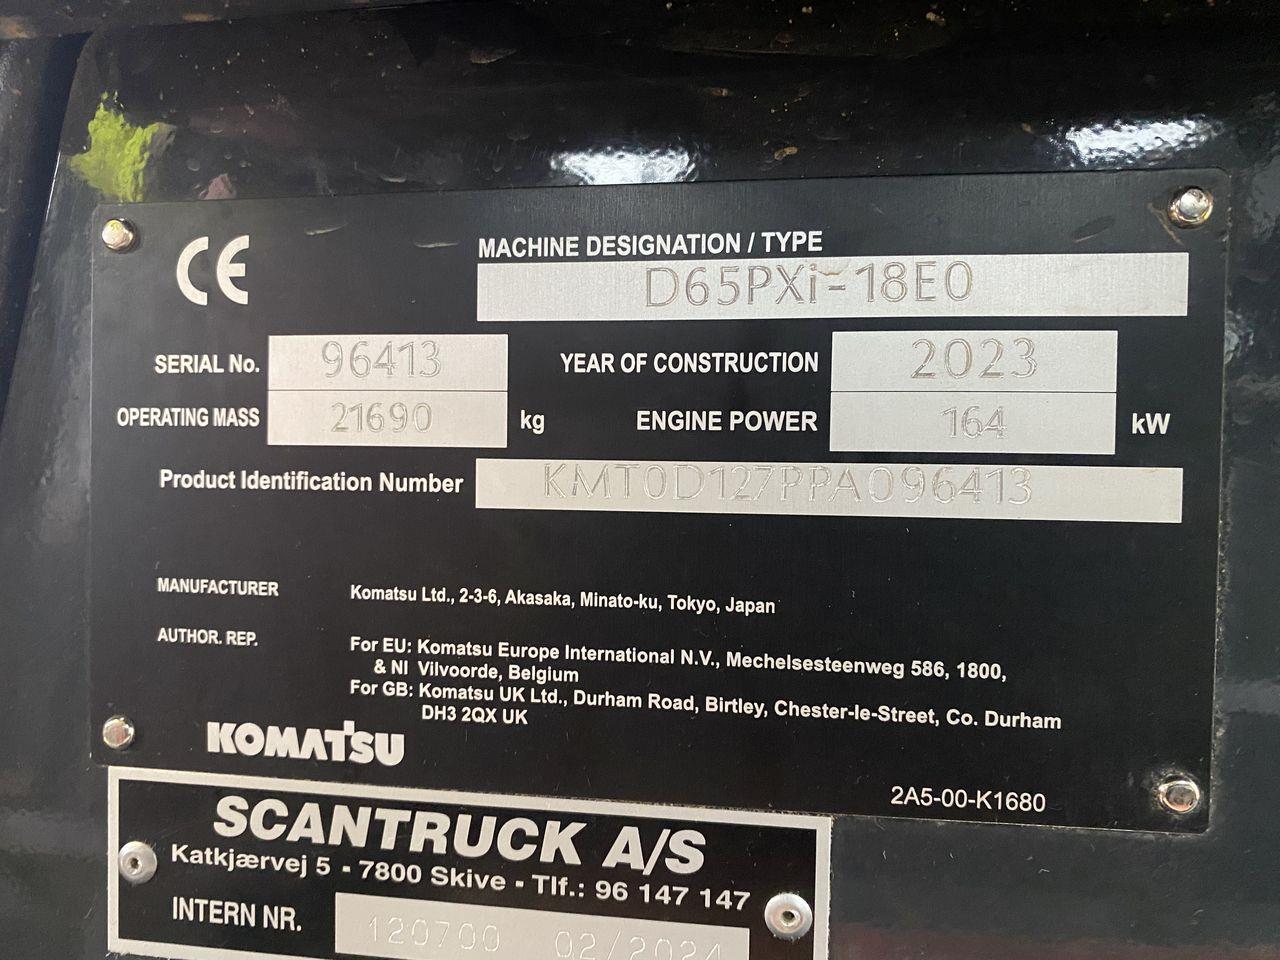 CE
MACHINE DESIGNATION / TYPE
D65PXi-18E0
SERIAL No. 96413 YEAR OF CONSTRUCTION 2023
OPERATING MASS 21690 kg ENGINE POWER 164 kW
Product Identification Number KMT0D127PPA096413
MANUFACTURER Komatsu Ltd., 2-3-6, Akasaka, Minato-ku, Tokyo, Japan
AUTHOR. REP. For EU: Komatsu Europe International N.V., Mechelsesteenweg 586, 1800,
& NI Vilvoorde, Belgium
For GB: Komatsu UK Ltd., Durham Road, Birtley, Chester-le-Street, Co. Durham
DH3 2QX UK
KOMATSU
2A5-00-K1680
SCANTRUCK A/S
Katkjærvej 5 - 7800 Skive - Tlf.: 96 147 147
INTERN NR. 120700 02/2024